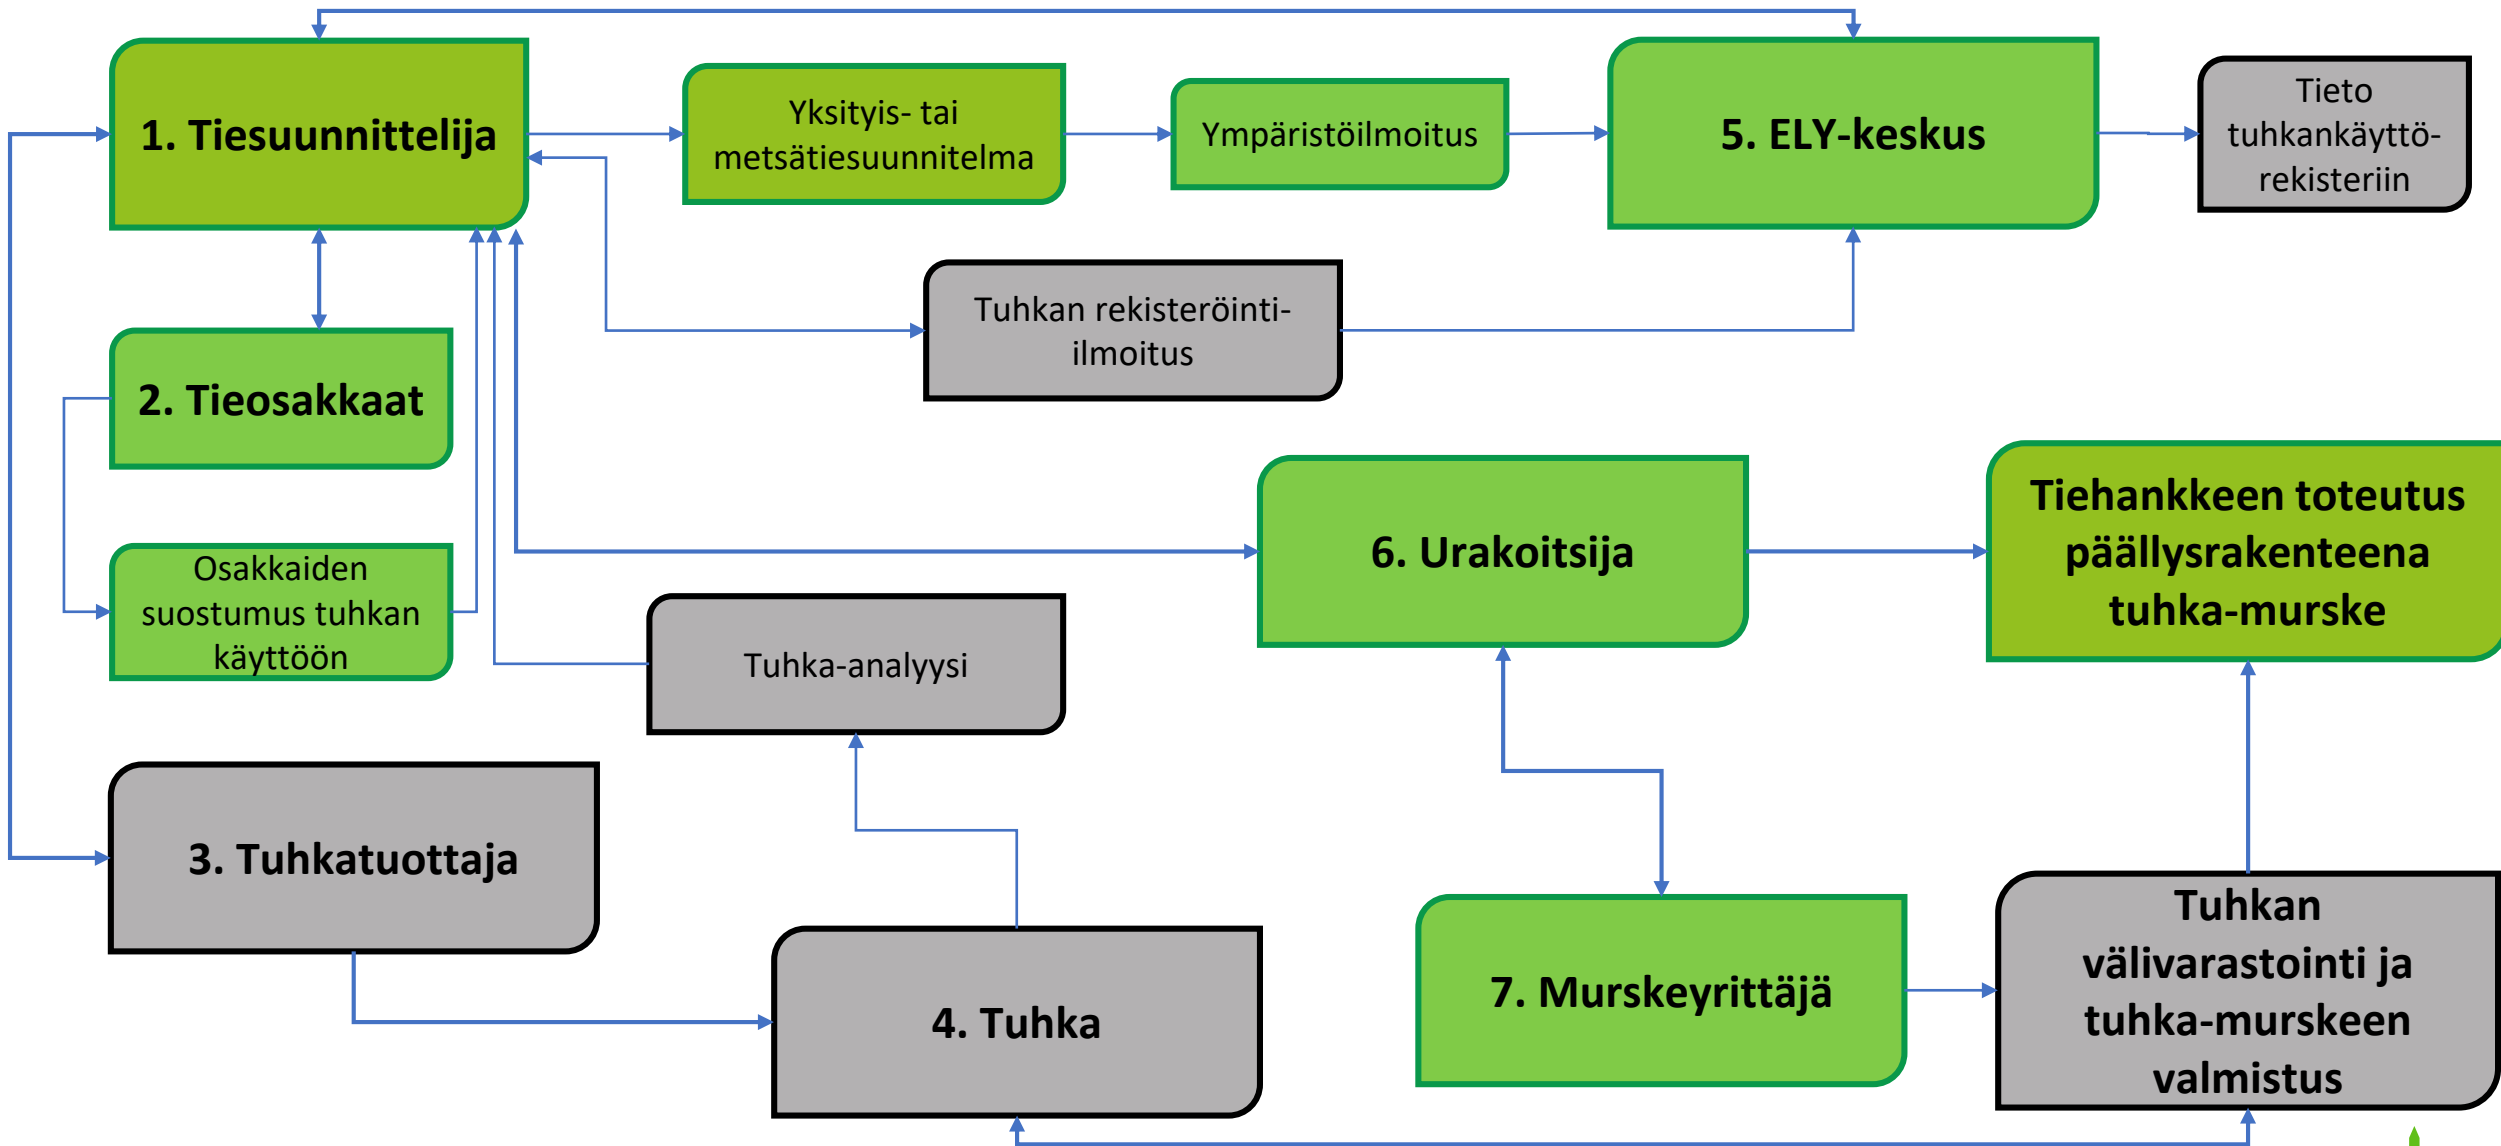 1. Tiesuunnittelija
Yksityis- tai
metsätiesuunnitelma
Ympäristöilmoitus
5. ELY-keskus
Tieto
tuhkankäyttö-
rekisteriin
Tuhkan rekisteröinti-
ilmoitus
2. Tieosakkaat
Osakkaiden
suostumus tuhkan
käyttöön
6. Urakoitsija
Tiehankkeen toteutus
päällysrakenteena
tuhka-murske
Tuhka-analyysi
3. Tuhkatuottaja
4. Tuhka
7. Murskeyrittäjä
Tuhkan
välivarastointi ja
tuhka-murskeen
valmistus